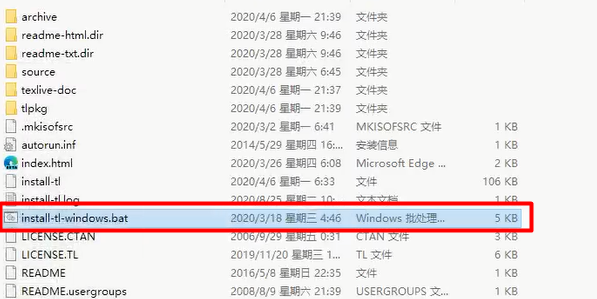 archive 2020/4/6 星期一 21:39 文件夹
readme-html.dir 2020/3/28 星期六 9:46 文件夹
readme-txt.dir 2020/3/28 星期六 9:46 文件夹
source 2020/3/28 星期六 6:45 文件夹
texlive-doc 2020/4/6 星期一 21:37 文件夹
tlpkg 2020/4/6 星期一 21:39 文件夹
.mkisofsrc 2020/3/2 星期一 6:41 MKISOFSRC 文件 1 KB
autorun.inf 2014/5/29 星期四 16:... 安装信息 1 KB
index.html 2020/3/26 星期四 6:08 Microsoft Edge ... 5 KB
install-tl 2020/4/6 星期一 6:33 文件 106 KB
install-tl.log 2020/8/25 星期二 10:... 文本文档 1 KB
install-tl-windows.bat 2020/3/18 星期三 4:46 Windows 批处理... 5 KB
LICENSE.CTAN 2006/9/29 星期五 0:31 CTAN 文件 3 KB
LICENSE.TL 2019/11/20 星期三 1... TL 文件 6 KB
README 2016/5/8 星期日 22:35 文件 1 KB
README.usergroups 2008/8/9 星期六 3:21 USERGROUPS 文件 1 KB